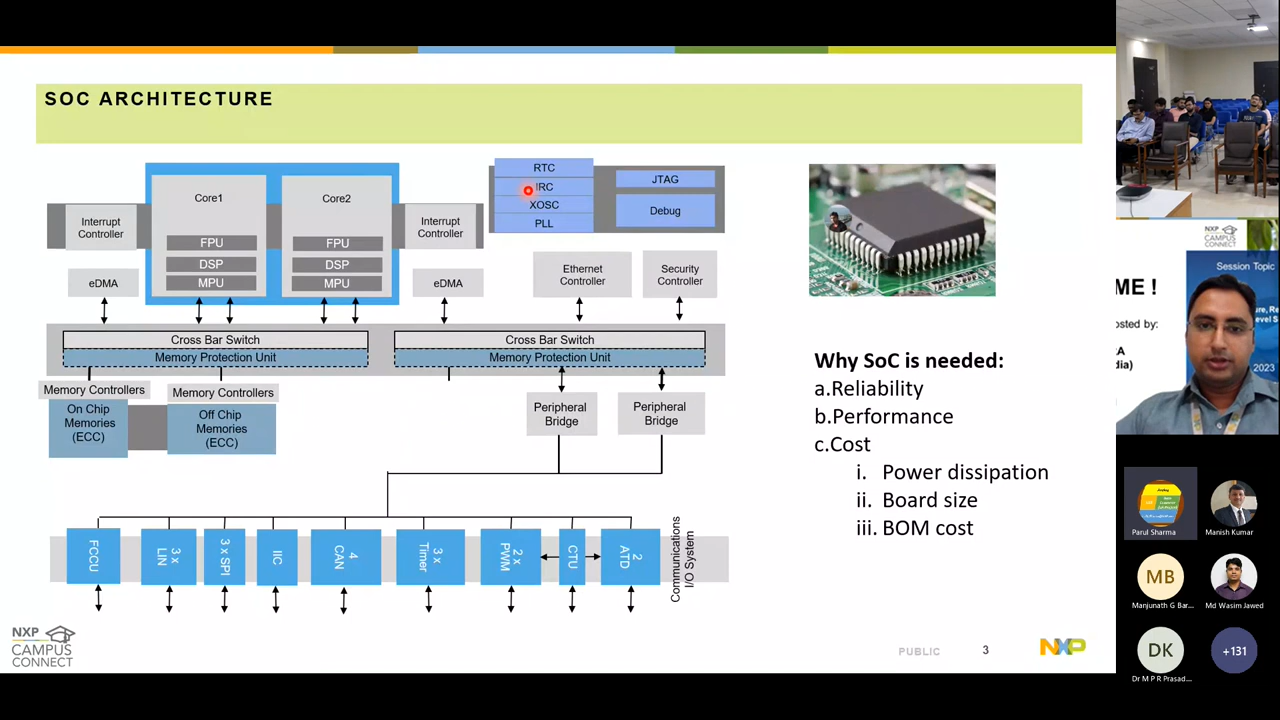 SOC ARCHITECTURE
Core1
Core2
FPU
DSP
MPU
FPU
DSP
MPU
Interrupt
Controller
Interrupt
Controller
eDMA
eDMA
RTC
IRC
XOSC
PLL
JTAG
Debug
Ethernet
Controller
Security
Controller
Cross Bar Switch
Memory Protection Unit
Cross Bar Switch
Memory Protection Unit
Memory Controllers
Memory Controllers
On Chip
Memories
(ECC)
Off Chip
Memories
(ECC)
Peripheral
Bridge
Peripheral
Bridge
FCCU
3 x
LIN
3 x SPI
IIC
4
CAN
3 x
Timer
2 x
PWM
CTU
2
ATD
Communications
I/O System
Why SoC is needed:
a.Reliability
b.Performance
c.Cost
i. Power dissipation
ii. Board size
iii. BOM cost
NXP
CAMPUS
CONNECT
PUBLIC
3
NXP
NXP
CAMPUS
CONNECT
Session Topic
ME !
osted by:
A
dia)
2023
Parul Sharma
Manish Kumar
MB
Manjunath G Bar...
Md Wasim Jawed
DK
Dr M P R Prasad...
+131